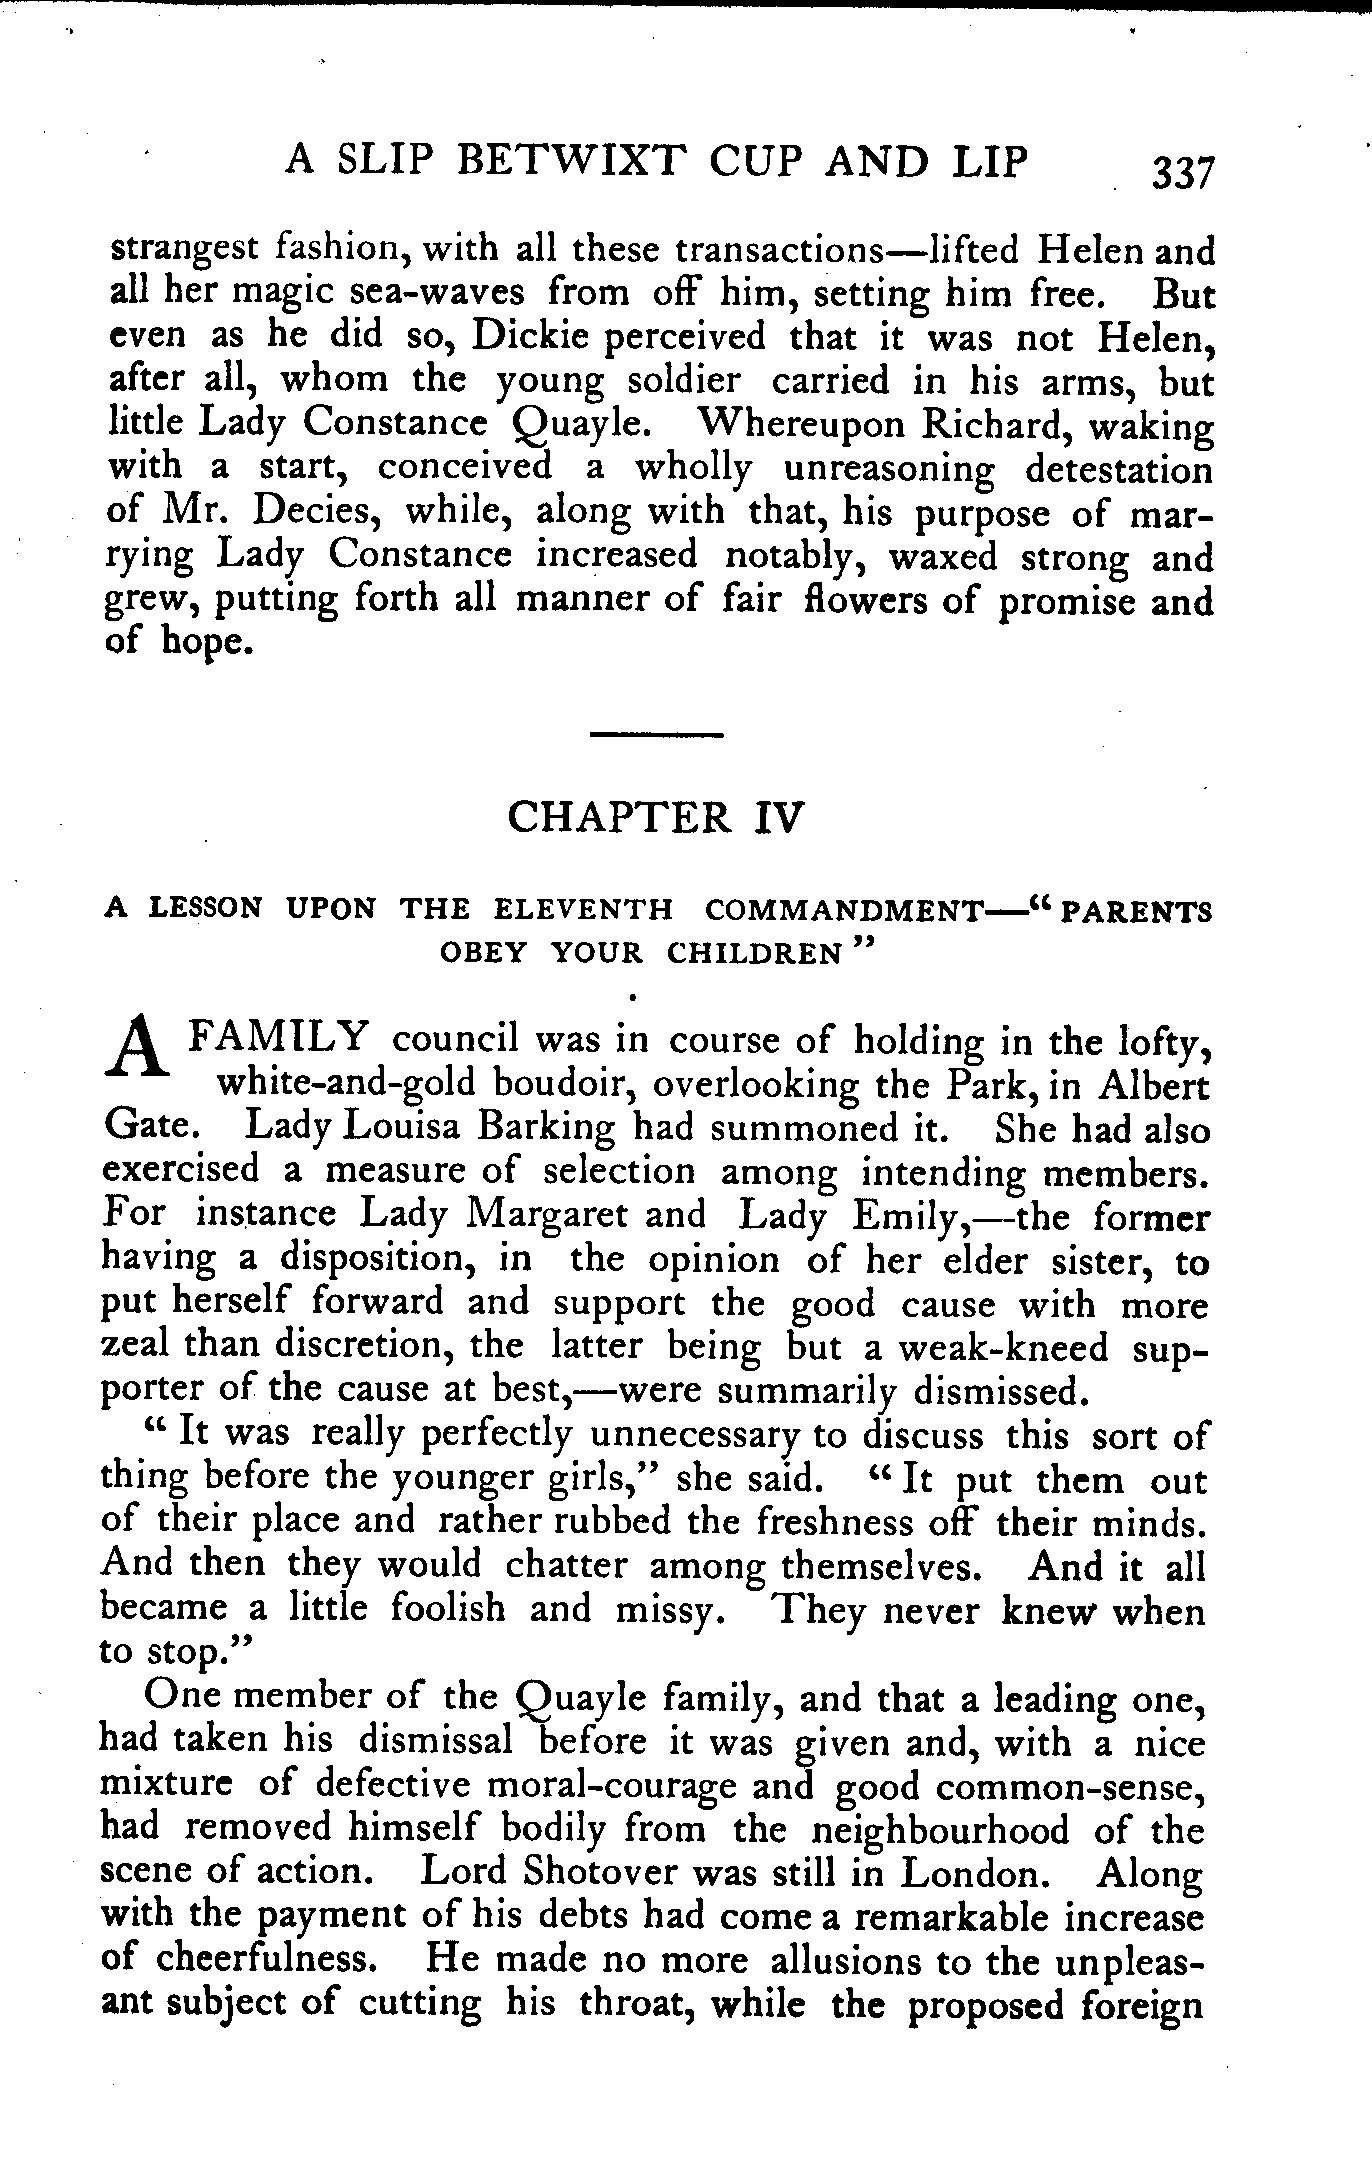 A SLIP BETWIXT CUP AND LIP 337
strangest fashion, with all these transactions—lifted Helen and
all her magic sea-waves from off him, setting him free. But
even as he did so, Dickie perceived that it was not Helen,
after all, whom the young soldier carried in his arms, but
little Lady Constance Quayle. Whereupon Richard, waking
with a start, conceived a wholly unreasoning detestation
of Mr. Decies, while, along with that, his purpose of mar-
rying Lady Constance increased notably, waxed strong and
grew, putting forth all manner of fair flowers of promise and
of hope.
CHAPTER IV
A LESSON UPON THE ELEVENTH COMMANDMENT—“PARENTS
OBEY YOUR CHILDREN”
A FAMILY council was in course of holding in the lofty,
white-and-gold boudoir, overlooking the Park, in Albert
Gate. Lady Louisa Barking had summoned it. She had also
exercised a measure of selection among intending members.
For instance Lady Margaret and Lady Emily,—the former
having a disposition, in the opinion of her elder sister, to
put herself forward and support the good cause with more
zeal than discretion, the latter being but a weak-kneed sup-
porter of the cause at best,—were summarily dismissed.
“It was really perfectly unnecessary to discuss this sort of
thing before the younger girls,” she said. “It put them out
of their place and rather rubbed the freshness off their minds.
And then they would chatter among themselves. And it all
became a little foolish and missy. They never knew when
to stop.”
One member of the Quayle family, and that a leading one,
had taken his dismissal before it was given and, with a nice
mixture of defective moral-courage and good common-sense,
had removed himself bodily from the neighbourhood of the
scene of action. Lord Shotover was still in London. Along
with the payment of his debts had come a remarkable increase
of cheerfulness. He made no more allusions to the unpleas-
ant subject of cutting his throat, while the proposed foreign